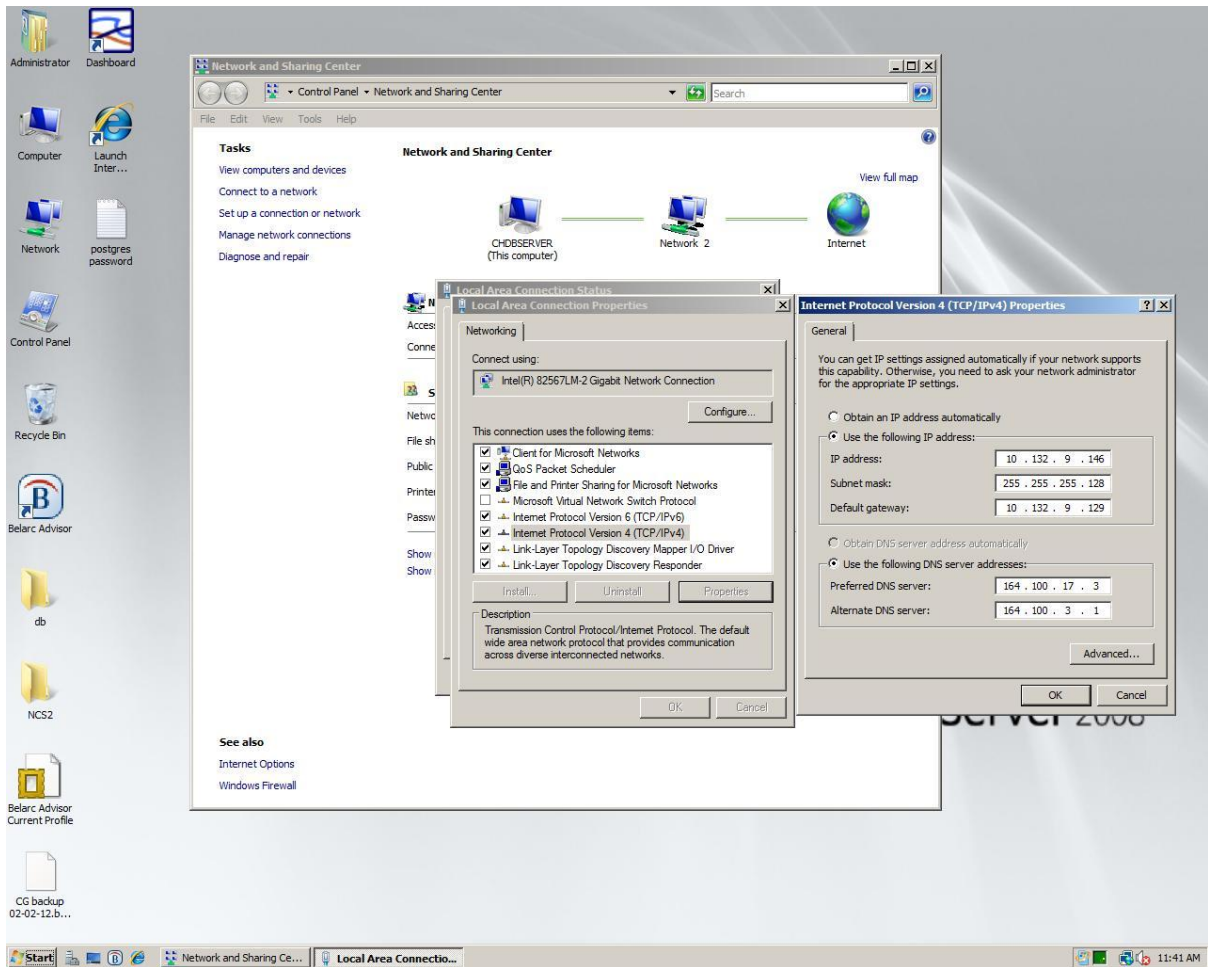 Administrator
Dashboard
Computer
Launch
Inter...
Network
postgres
password
Control Panel
Recycle Bin
Belarc Advisor
db
NCS2
Belarc Advisor
Current Profile
CG backup
02-02-12.b...
Network and Sharing Center
Control Panel
Network and Sharing Center
Search
File Edit View Tools Help
Tasks
View computers and devices
Connect to a network
Set up a connection or network
Manage network connections
Diagnose and repair
See also
Internet Options
Windows Firewall
Network and Sharing Center
View full map
CHDBSERVER
(This computer)
Network 2
Internet
N
Acces
Conne
S
Netwo
File sh
Public
Printe
Passw
Show
Show
Local Area Connection Status
Local Area Connection Properties
Networking
Connect using:
Intel(R) 82567LM-2 Gigabit Network Connection
Configure...
This connection uses the following items:
Client for Microsoft Networks
QoS Packet Scheduler
File and Printer Sharing for Microsoft Networks
Microsoft Virtual Network Switch Protocol
Internet Protocol Version 6 (TCP/IPv6)
Internet Protocol Version 4 (TCP/IPv4)
Link-Layer Topology Discovery Mapper I/O Driver
Link-Layer Topology Discovery Responder
Install... Uninstall Properties
Description
Transmission Control Protocol/Internet Protocol. The default
wide area network protocol that provides communication
across diverse interconnected networks.
OK Cancel
Internet Protocol Version 4 (TCP/IPv4) Properties
General
You can get IP settings assigned automatically if your network supports
this capability. Otherwise, you need to ask your network administrator
for the appropriate IP settings.
Obtain an IP address automatically
Use the following IP address:
IP address: 10 . 132 . 9 . 146
Subnet mask: 255 . 255 . 255 . 128
Default gateway: 10 . 132 . 9 . 129
Obtain DNS server address automatically
Use the following DNS server addresses:
Preferred DNS server: 164 . 100 . 17 . 3
Alternate DNS server: 164 . 100 . 3 . 1
Advanced...
OK Cancel
Server 2008
Start
Network and Sharing Ce...
Local Area Connectio...
11:41 AM